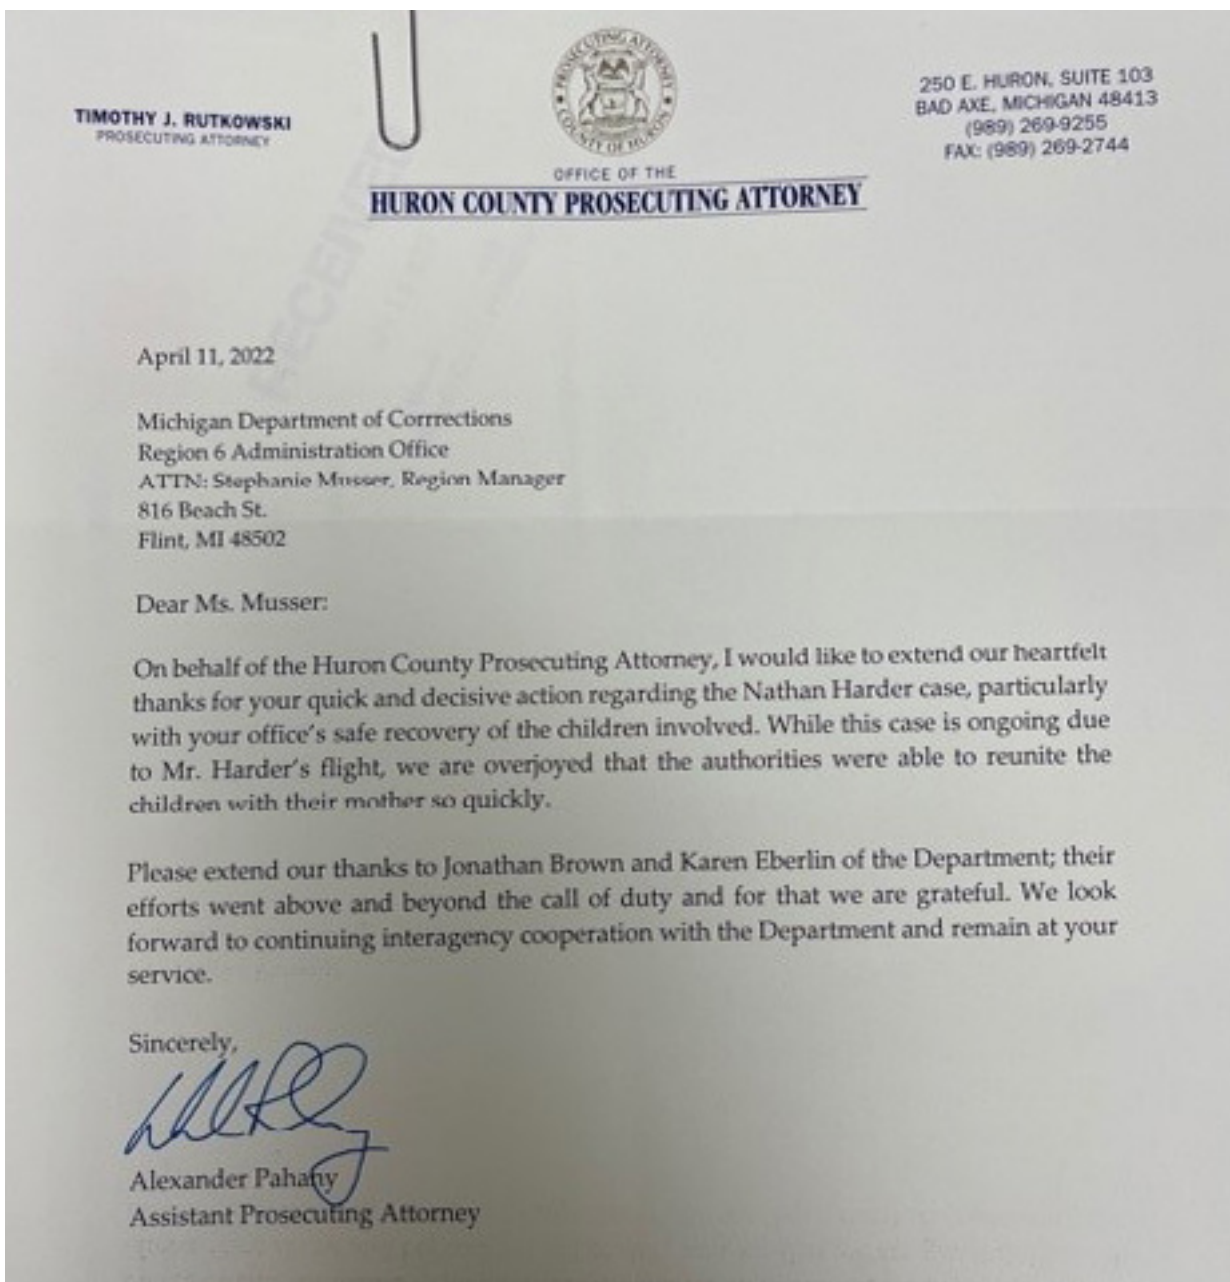 PROSECUTING ATTORNEY
COUNTY OF HURON
TIMOTHY J. RUTKOWSKI
PROSECUTING ATTORNEY
250 E. HURON, SUITE 103
BAD AXE, MICHIGAN 48413
(989) 269-9255
FAX: (989) 269-2744
OFFICE OF THE
HURON COUNTY PROSECUTING ATTORNEY
RECEIVED
April 11, 2022
Michigan Department of Corrrections
Region 6 Administration Office
ATTN: Stephanie Musser, Region Manager
816 Beach St.
Flint, MI 48502
Dear Ms. Musser:
On behalf of the Huron County Prosecuting Attorney, I would like to extend our heartfelt
thanks for your quick and decisive action regarding the Nathan Harder case, particularly
with your office's safe recovery of the children involved. While this case is ongoing due
to Mr. Harder's flight, we are overjoyed that the authorities were able to reunite the
children with their mother so quickly.
Please extend our thanks to Jonathan Brown and Karen Eberlin of the Department; their
efforts went above and beyond the call of duty and for that we are grateful. We look
forward to continuing interagency cooperation with the Department and remain at your
service.
Sincerely,
Alexander Pahany
Assistant Prosecuting Attorney